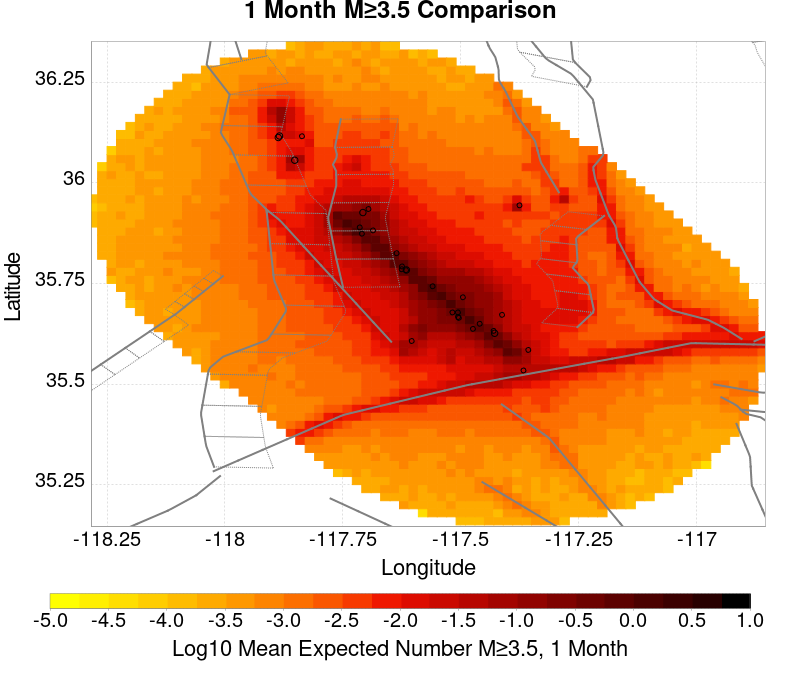 1 Month M≥3.5 Comparison
36.25
36
35.75
35.5
35.25
Latitude
-118.25 -118 -117.75 -117.5 -117.25 -117
Longitude
-5.0 -4.5 -4.0 -3.5 -3.0 -2.5 -2.0 -1.5 -1.0 -0.5 0.0 0.5 1.0
Log10 Mean Expected Number M≥3.5, 1 Month